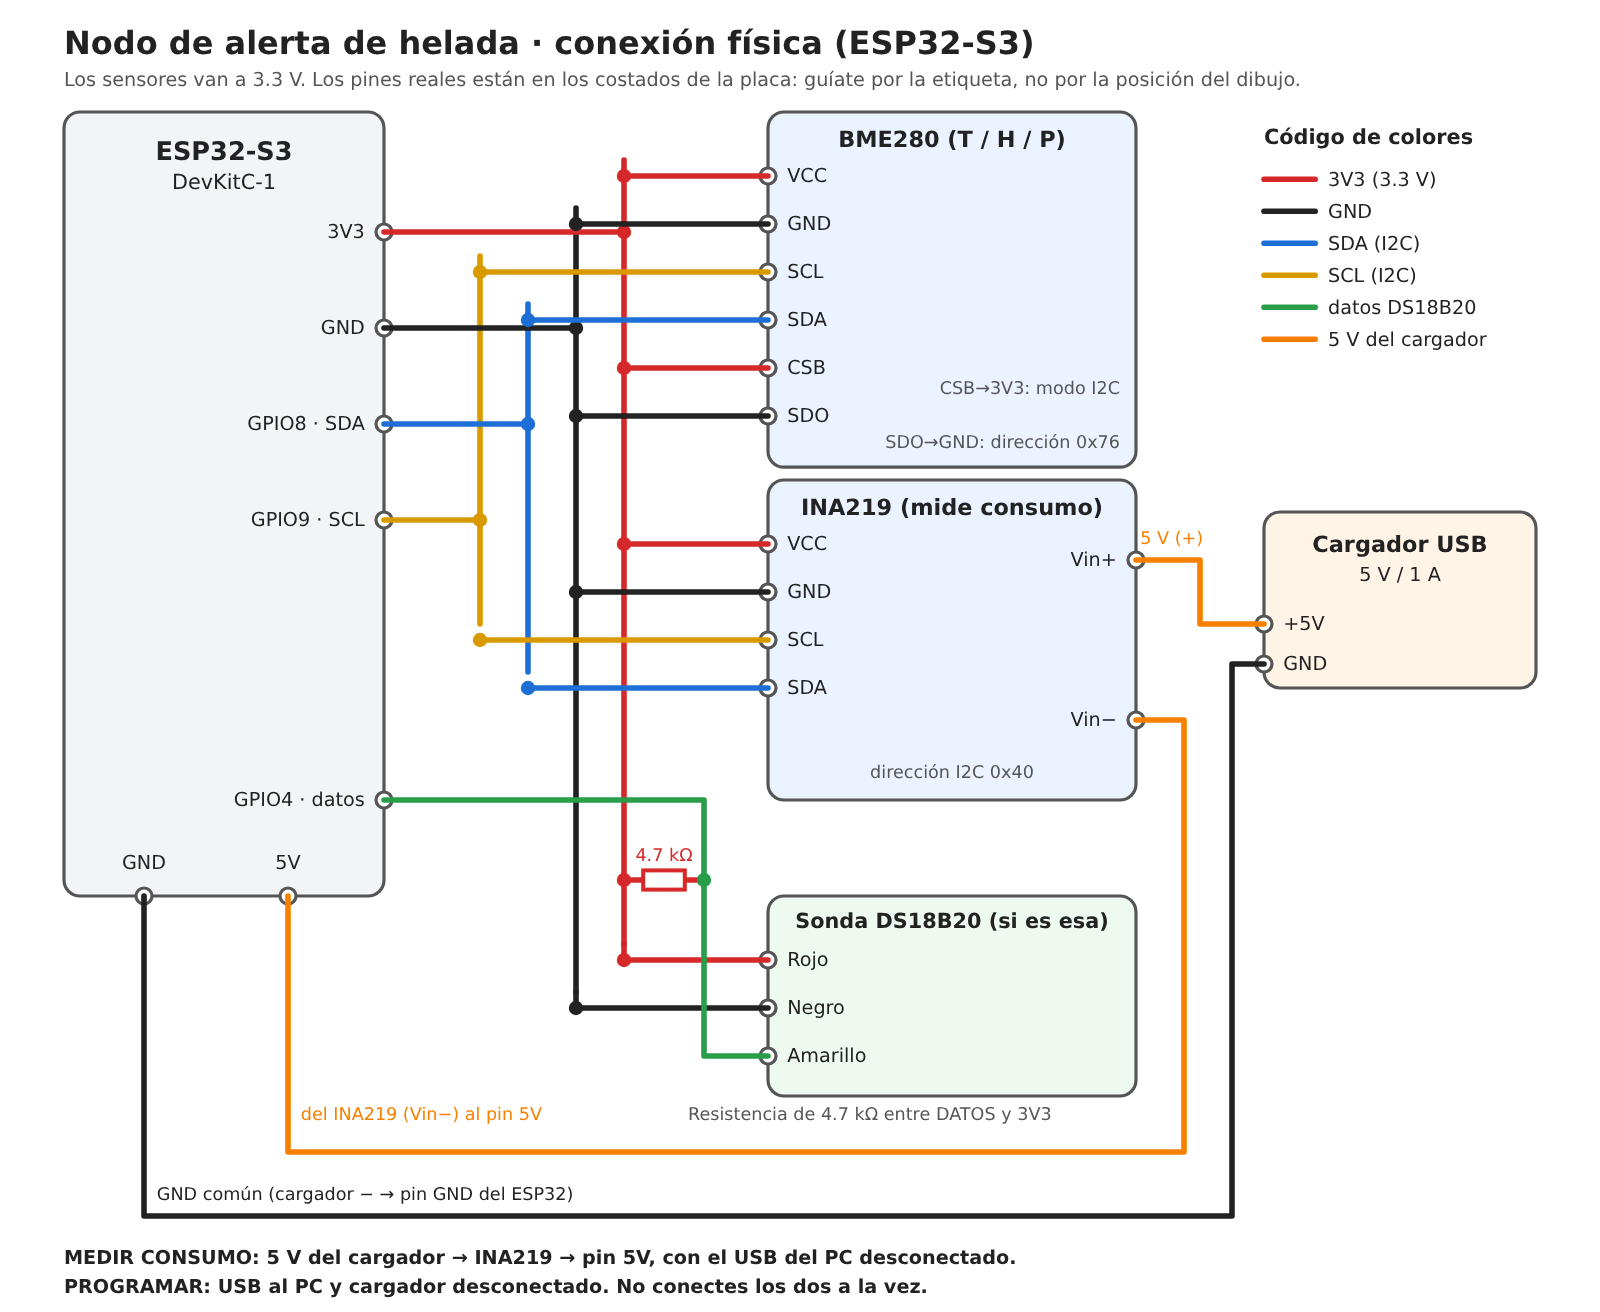 Nodo de alerta de helada · conexión física (ESP32-S3)
Los sensores van a 3.3 V. Los pines reales están en los costados de la placa: guíate por la etiqueta, no por la posición del dibujo.
ESP32-S3
DevKitC-1
3V3
GND
GPIO8 · SDA
GPIO9 · SCL
GPIO4 · datos
GND
5V
BME280 (T / H / P)
VCC
GND
SCL
SDA
CSB
CSB→3V3: modo I2C
SDO
SDO→GND: dirección 0x76
INA219 (mide consumo)
VCC
GND
SCL
SDA
Vin+
Vin−
dirección I2C 0x40
5 V (+)
4.7 kΩ
Sonda DS18B20 (si es esa)
Rojo
Negro
Amarillo
Resistencia de 4.7 kΩ entre DATOS y 3V3
Código de colores
3V3 (3.3 V)
GND
SDA (I2C)
SCL (I2C)
datos DS18B20
5 V del cargador
Cargador USB
5 V / 1 A
+5V
GND
del INA219 (Vin−) al pin 5V
GND común (cargador − → pin GND del ESP32)
MEDIR CONSUMO: 5 V del cargador → INA219 → pin 5V, con el USB del PC desconectado.
PROGRAMAR: USB al PC y cargador desconectado. No conectes los dos a la vez.